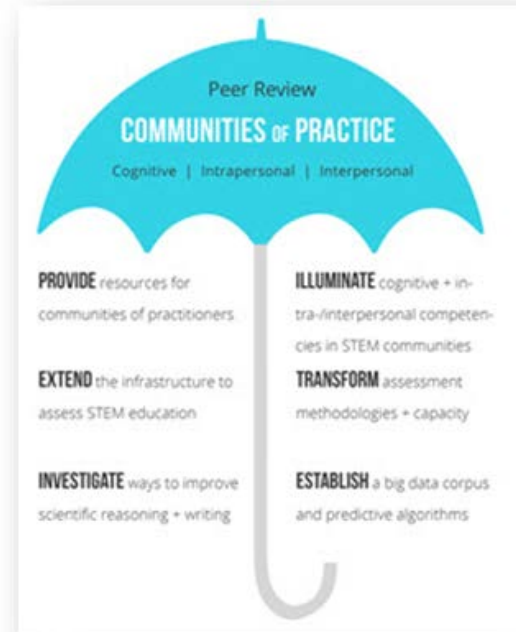 Peer Review
COMMUNITIES OF PRACTICE
Cognitive | Intrapersonal | Interpersonal
PROVIDE resources for
communities of practitioners
EXTEND the infrastructure to
assess STEM education
INVESTIGATE ways to improve
scientific reasoning + writing
ILLUMINATE cognitive + in-
tra-/interpersonal competen-
cies in STEM communities
TRANSFORM assessment
methodologies + capacity
ESTABLISH a big data corpus
and predictive algorithms